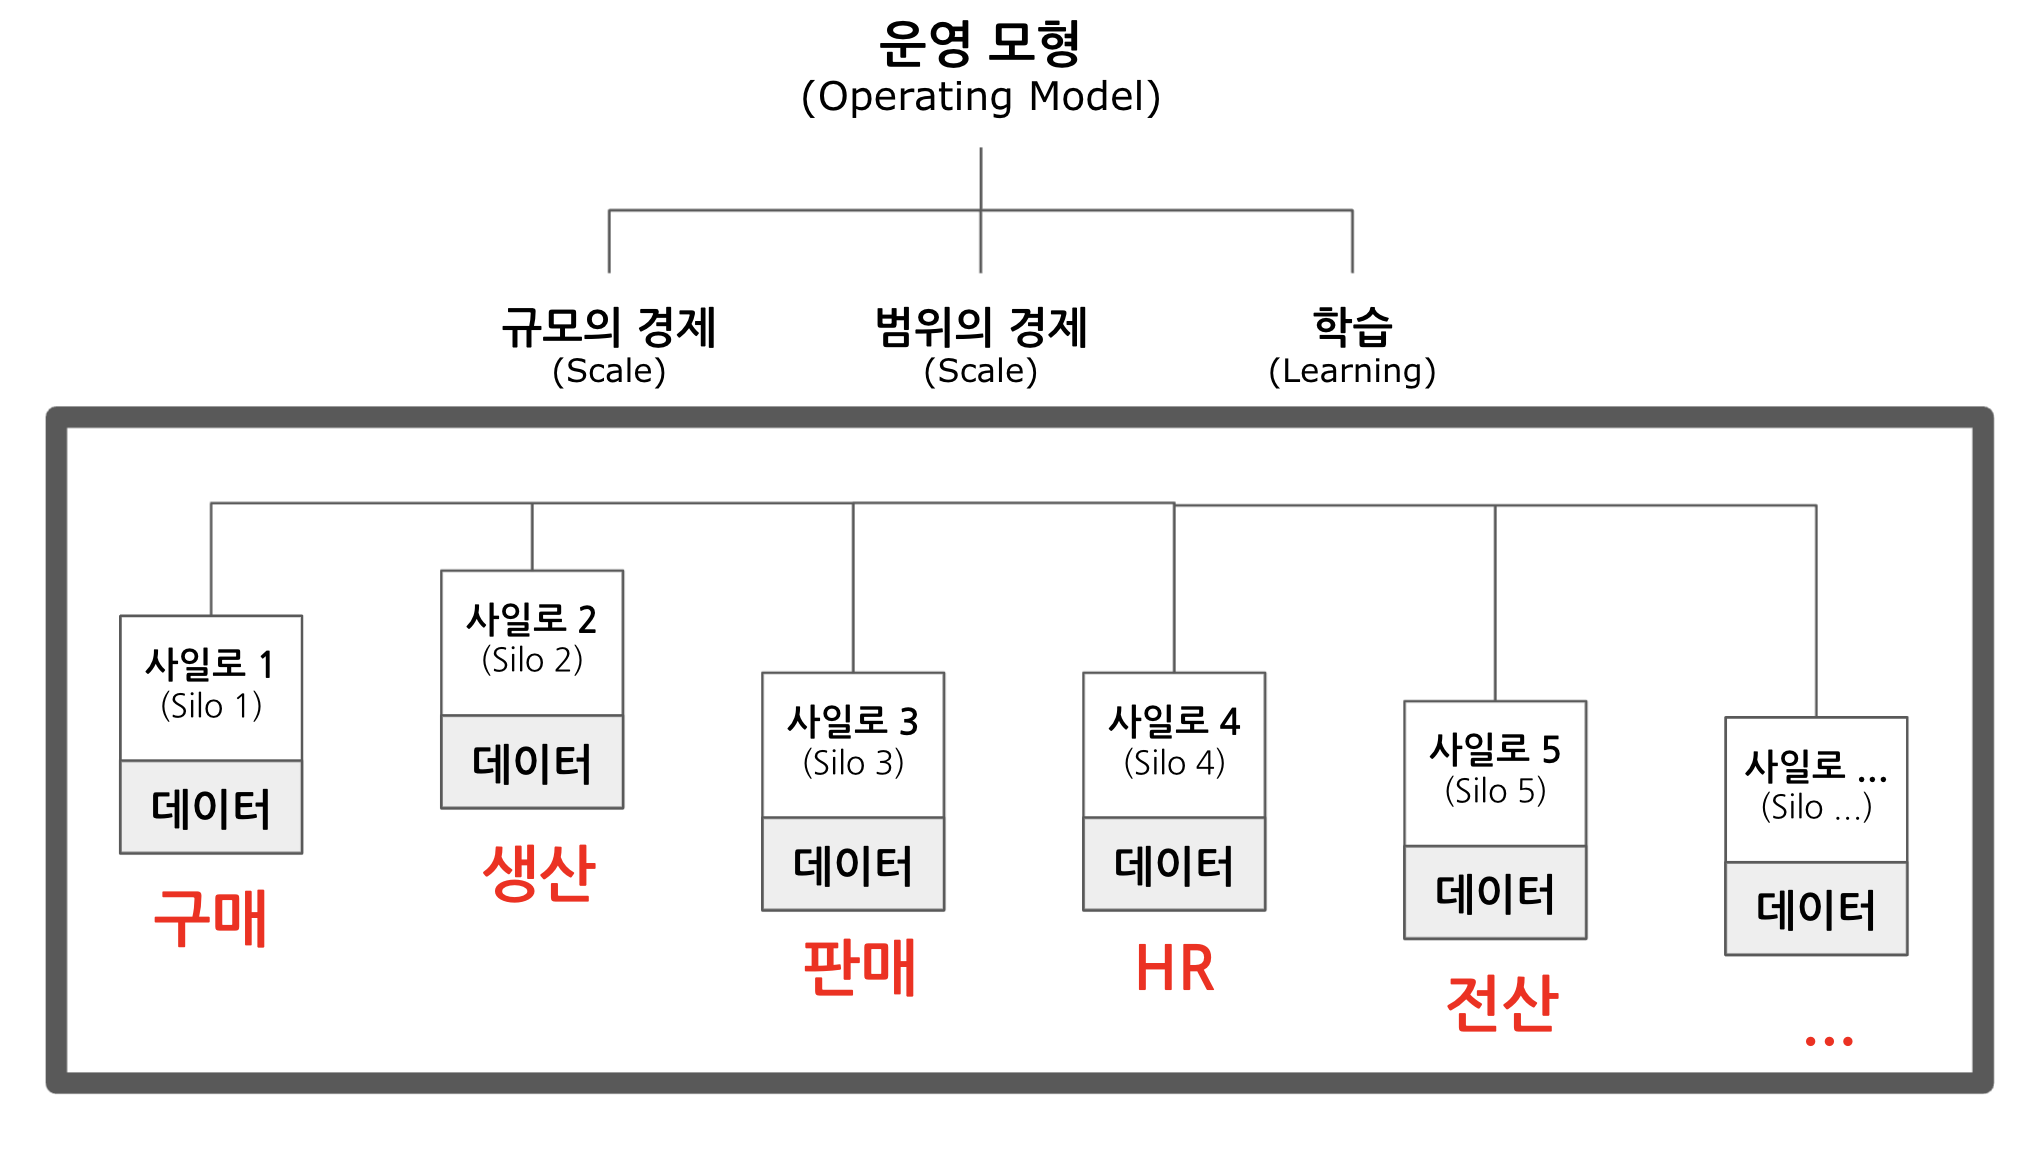 운영 모형
(Operating Model)
규모의 경제
(Scale)
범위의 경제
(Scale)
학습
(Learning)
사일로 1
(Silo 1)
데이터
구매
사일로 2
(Silo 2)
데이터
생산
사일로 3
(Silo 3)
데이터
판매
사일로 4
(Silo 4)
데이터
HR
사일로 5
(Silo 5)
데이터
전산
사일로 ...
(Silo ...)
데이터
...